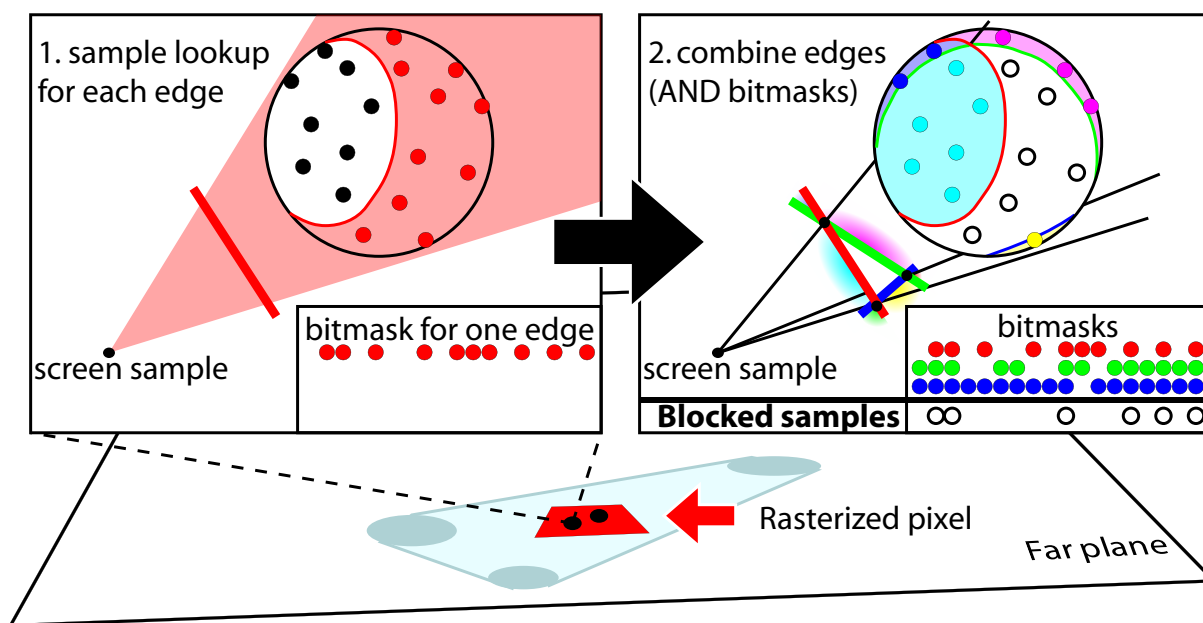 1. sample lookup
for each edge
bitmask for one edge
screen sample
2. combine edges
(AND bitmasks)
bitmasks
screen sample
Blocked samples
Rasterized pixel
Far plane